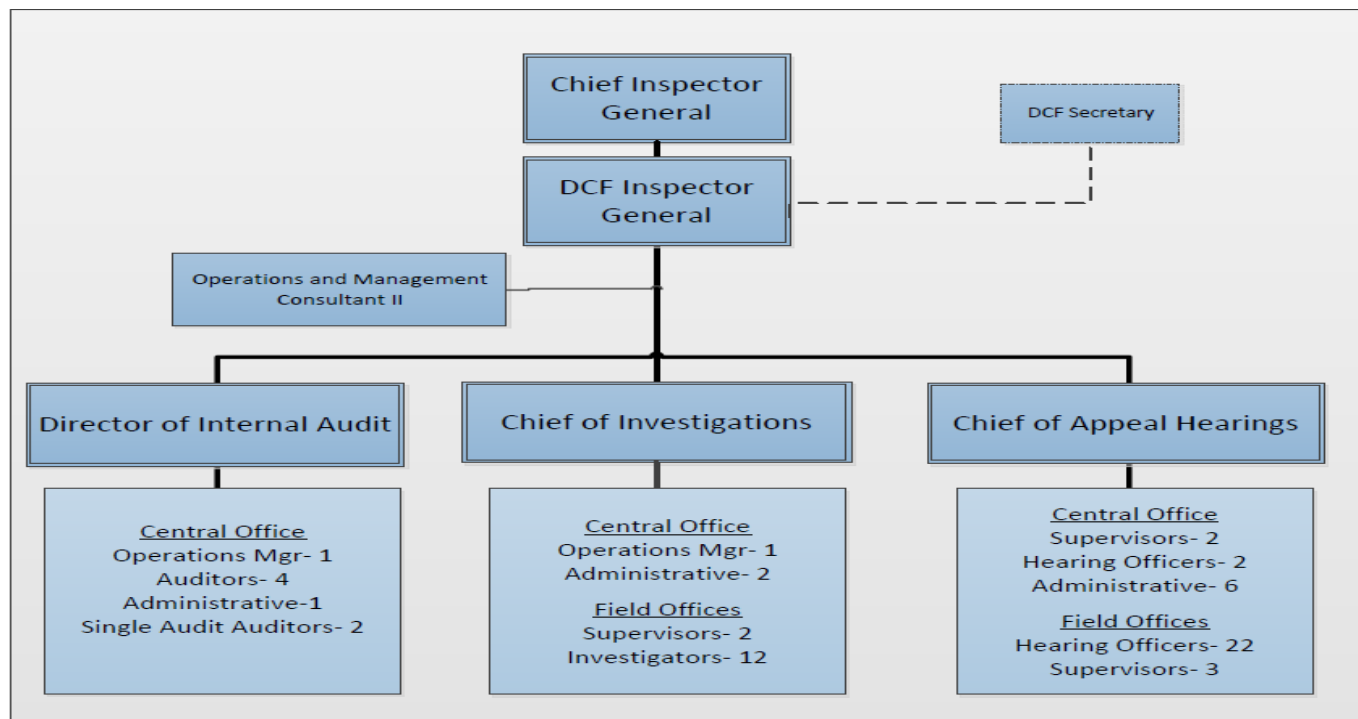 Chief Inspector
General
DCF Secretary
DCF Inspector
General
Operations and Management
Consultant II
Director of Internal Audit
Chief of Investigations
Chief of Appeal Hearings
Central Office
Operations Mgr- 1
Auditors- 4
Administrative-1
Single Audit Auditors- 2
Central Office
Operations Mgr- 1
Administrative- 2
Field Offices
Supervisors- 2
Investigators- 12
Central Office
Supervisors- 2
Hearing Officers- 2
Administrative- 6
Field Offices
Hearing Officers- 22
Supervisors- 3